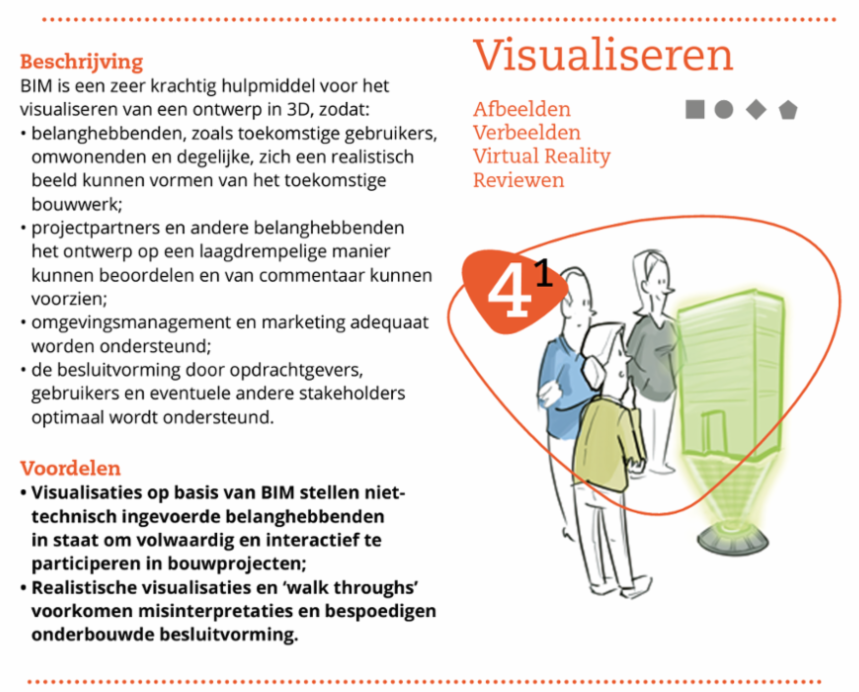 Beschrijving
BIM is een zeer krachtig hulpmiddel voor het
visualiseren van een ontwerp in 3D, zodat:
• belanghebbenden, zoals toekomstige gebruikers,
omwonenden en degelijke, zich een realistisch
beeld kunnen vormen van het toekomstige
bouwwerk;
• projectpartners en andere belanghebbenden
het ontwerp op een laagdrempelige manier
kunnen beoordelen en van commentaar kunnen
voorzien;
• omgevingsmanagement en marketing adequaat
worden ondersteund;
• de besluitvorming door opdrachtgevers,
gebruikers en eventuele andere stakeholders
optimaal wordt ondersteund.
Voordelen
• Visualisaties op basis van BIM stellen niet-
technisch ingevoerde belanghebbenden
in staat om volwaardig en interactief te
participeren in bouwprojecten;
• Realistische visualisaties en ‘walk throughs’
voorkomen misinterpretaties en bespoedigen
onderbouwde besluitvorming.
Visualiseren
Afbeelden
Verbeelden
Virtual Reality
Reviewen
4¹